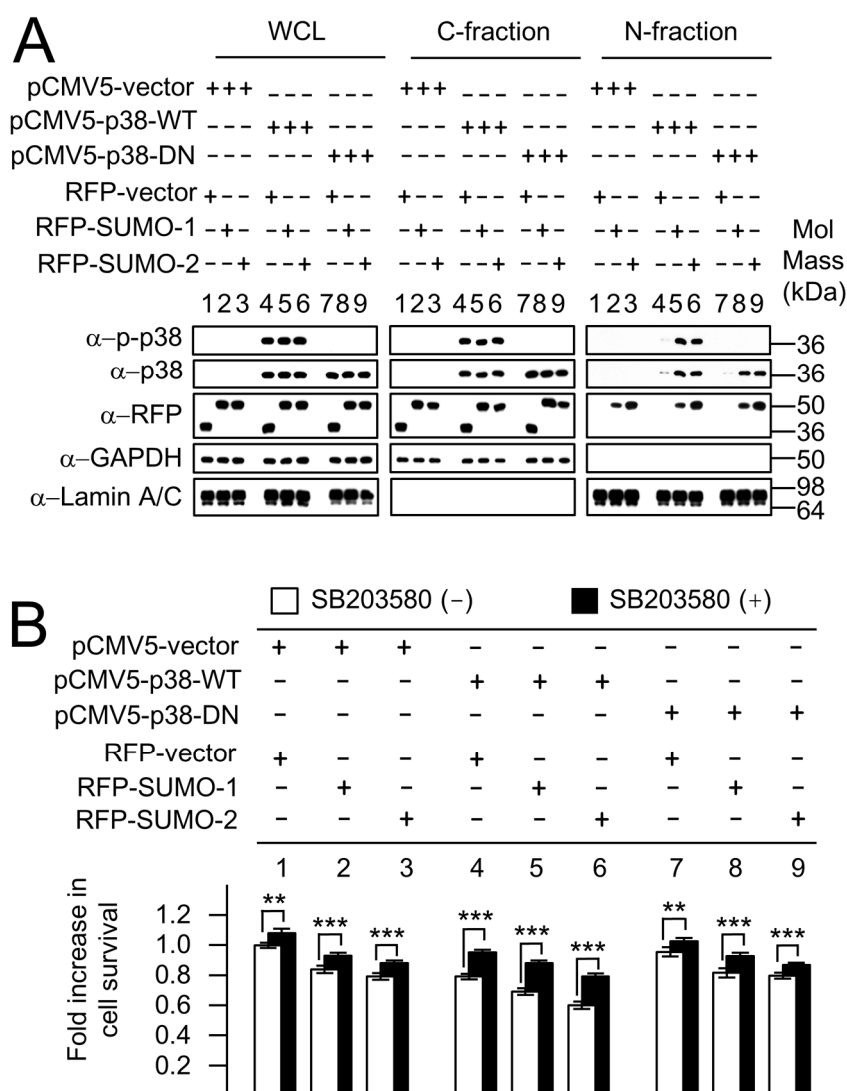 A
WCL C-fraction N-fraction
pCMV5-vector +++ −−− −−− +++ −−− −−− +++ −−− −−−
pCMV5-p38-WT −−− +++ −−− −−− +++ −−− −−− +++ −−−
pCMV5-p38-DN −−− −−− +++ −−− −−− +++ −−− −−− +++
RFP-vector +−− +−− +−− +−− +−− +−− +−− +−− +−−
RFP-SUMO-1 −+− −+− −+− −+− −+− −+− −+− −+− −+−
RFP-SUMO-2 −−+ −−+ −−+ −−+ −−+ −−+ −−+ −−+ −−+
Mol
Mass
(kDa)
123 456 789 123 456 789 123 456 789
α−p-p38 36
α−p38 36
α−RFP 50
36
α−GAPDH 50
α−Lamin A/C 98
64
B
SB203580 (−) SB203580 (+)
pCMV5-vector + + + − − − − − −
pCMV5-p38-WT − − − + + + − − −
pCMV5-p38-DN − − − − − − + + +
RFP-vector + − − + − − + − −
RFP-SUMO-1 − + − − + − − + −
RFP-SUMO-2 − − + − − + − − +
1 2 3 4 5 6 7 8 9
Fold increase in
cell survival
1.2
1.0
0.8
0.6
0.4
0.2
** *** *** *** *** *** ** *** ***